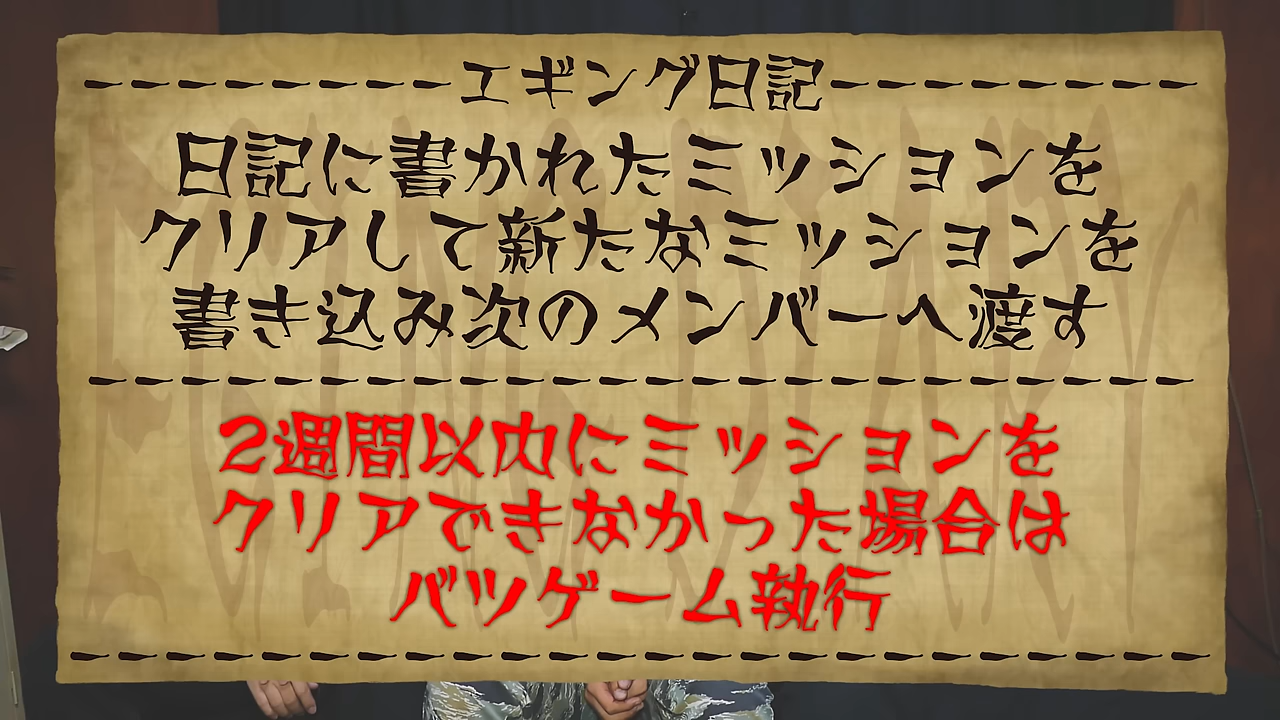 エギング日記
日記に書かれたミッションを
クリアして新たなミッションを
書き込み次のメンバーへ渡す
2週間以内にミッションを
クリアできなかった場合は
バツゲーム執行